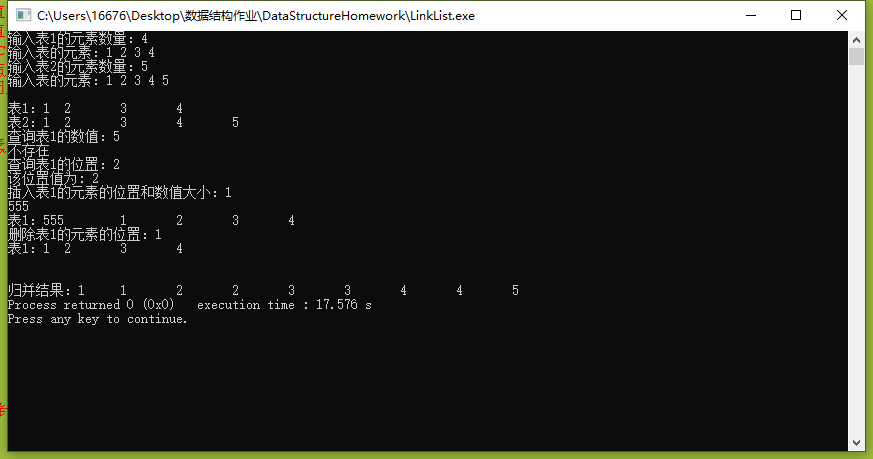 C:\Users\16676\Desktop\数据结构作业\DataStructureHomework\LinkList.exe
输入表1的元素数量：4
输入表的元素：1 2 3 4
输入表2的元素数量：5
输入表的元素：1 2 3 4 5
表1：1 2 3 4
表2：1 2 3 4 5
查询表1的数值：5
不存在
查询表1的位置：2
该位置值为：2
插入表1的元素的位置和数值大小：1
555
表1：555 1 2 3 4
删除表1的元素的位置：1
表1：1 2 3 4
归并结果：1 1 2 2 3 3 4 4 5
Process returned 0 (0x0)   execution time : 17.576 s
Press any key to continue.